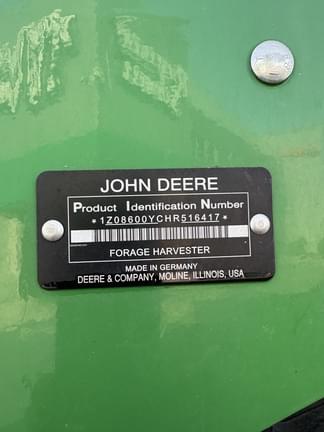 JOHN DEERE
Product Identification Number
*1Z08600YCHR516417*
FORAGE HARVESTER
MADE IN GERMANY
DEERE & COMPANY, MOLINE, ILLINOIS, USA